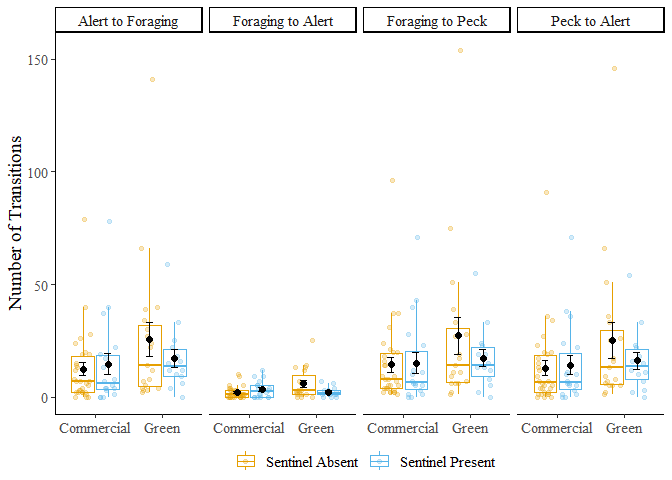 Alert to Foraging
Foraging to Alert
Foraging to Peck
Peck to Alert
Number of Transitions
150
100
50
0
Commercial Green
Commercial Green
Commercial Green
Commercial Green
Sentinel Absent Sentinel Present